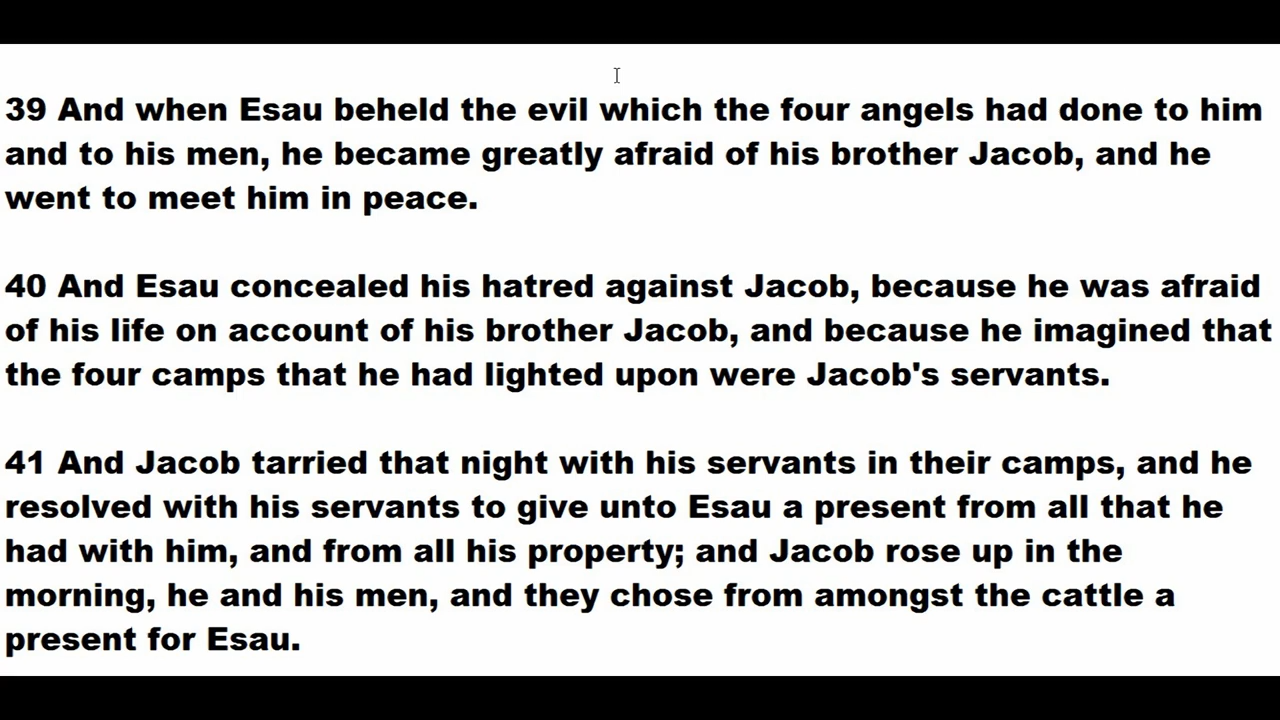 39 And when Esau beheld the evil which the four angels had done to him
and to his men, he became greatly afraid of his brother Jacob, and he
went to meet him in peace.
40 And Esau concealed his hatred against Jacob, because he was afraid
of his life on account of his brother Jacob, and because he imagined that
the four camps that he had lighted upon were Jacob's servants.
41 And Jacob tarried that night with his servants in their camps, and he
resolved with his servants to give unto Esau a present from all that he
had with him, and from all his property; and Jacob rose up in the
morning, he and his men, and they chose from amongst the cattle a
present for Esau.